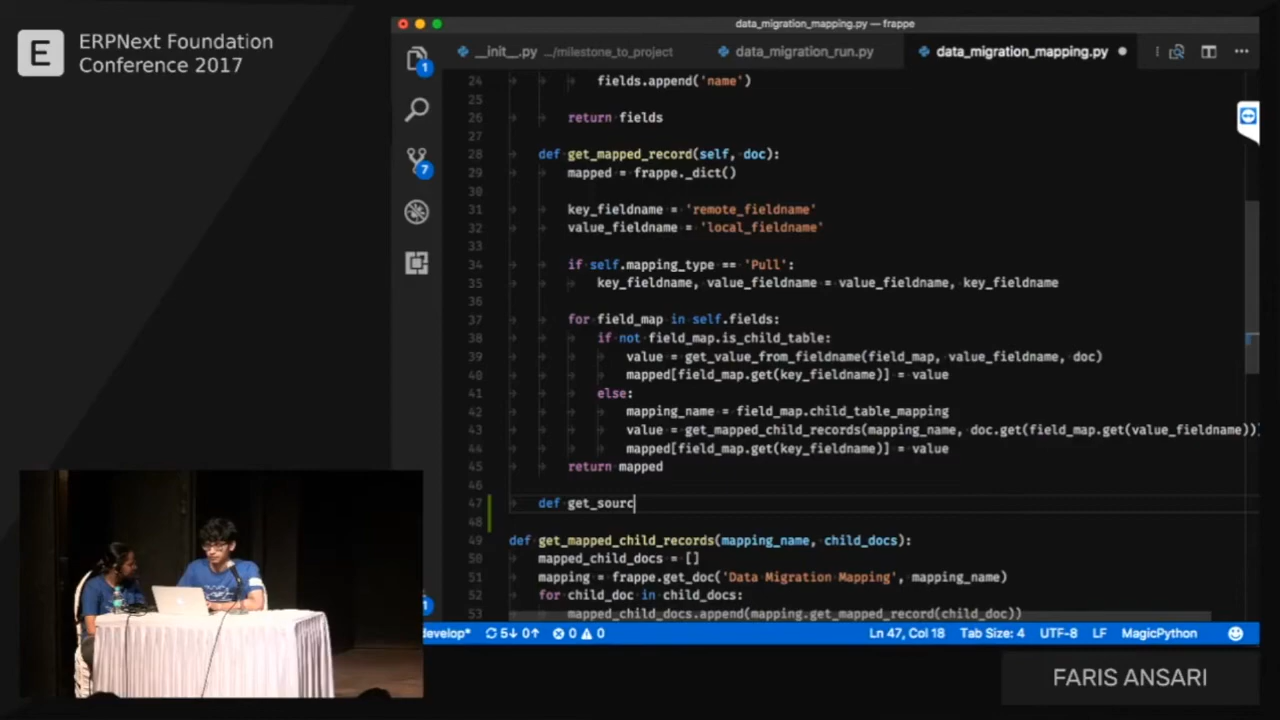 E
ERPNext Foundation
Conference 2017
data_migration_mapping.py — frappe
__init__.py .../milestone_to_project
data_migration_run.py
data_migration_mapping.py
1
7
24 fields.append('name')
25
26 return fields
27
28 def get_mapped_record(self, doc):
29 mapped = frappe._dict()
30
31 key_fieldname = 'remote_fieldname'
32 value_fieldname = 'local_fieldname'
33
34 if self.mapping_type == 'Pull':
35 key_fieldname, value_fieldname = value_fieldname, key_fieldname
36
37 for field_map in self.fields:
38 if not field_map.is_child_table:
39 value = get_value_from_fieldname(field_map, value_fieldname, doc)
40 mapped[field_map.get(key_fieldname)] = value
41 else:
42 mapping_name = field_map.child_table_mapping
43 value = get_mapped_child_records(mapping_name, doc.get(field_map.get(value_fieldname)))
44 mapped[field_map.get(key_fieldname)] = value
45 return mapped
46
47 def get_sourc
48
49 def get_mapped_child_records(mapping_name, child_docs):
50 mapped_child_docs = []
51 mapping = frappe.get_doc('Data Migration Mapping', mapping_name)
52 for child_doc in child_docs:
53 mapped_child_docs.append(mapping.get_mapped_record(child_doc))
1
develop* 5↓ 0↑ 0 0 Ln 47, Col 18 Tab Size: 4 UTF-8 LF MagicPython
FARIS ANSARI